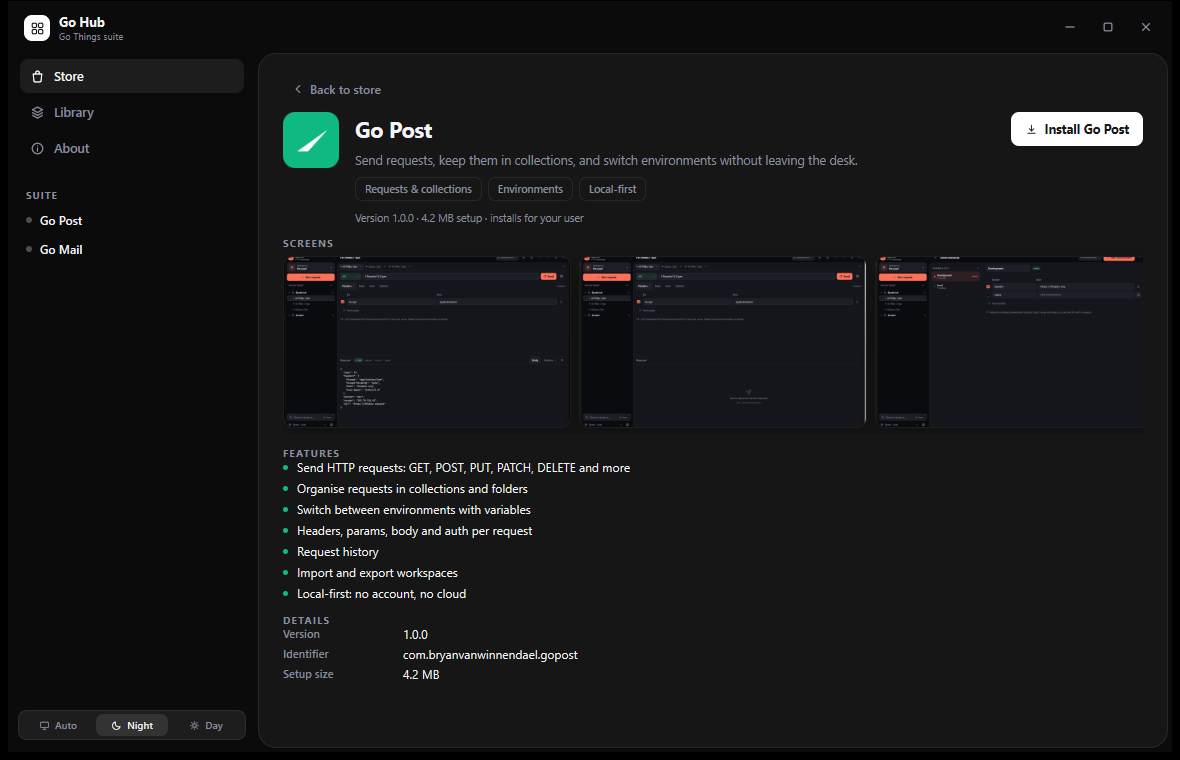 Go Hub
Go Things suite
Store
Library
About
SUITE
Go Post
Go Mail
Auto
Night
Day
Back to store
Go Post
Install Go Post
Send requests, keep them in collections, and switch environments without leaving the desk.
Requests & collections
Environments
Local-first
Version 1.0.0 · 4.2 MB setup · installs for your user
SCREENS
FEATURES
Send HTTP requests: GET, POST, PUT, PATCH, DELETE and more
Organise requests in collections and folders
Switch between environments with variables
Headers, params, body and auth per request
Request history
Import and export workspaces
Local-first: no account, no cloud
DETAILS
Version 1.0.0
Identifier com.bryanvanwinnendael.gopost
Setup size 4.2 MB